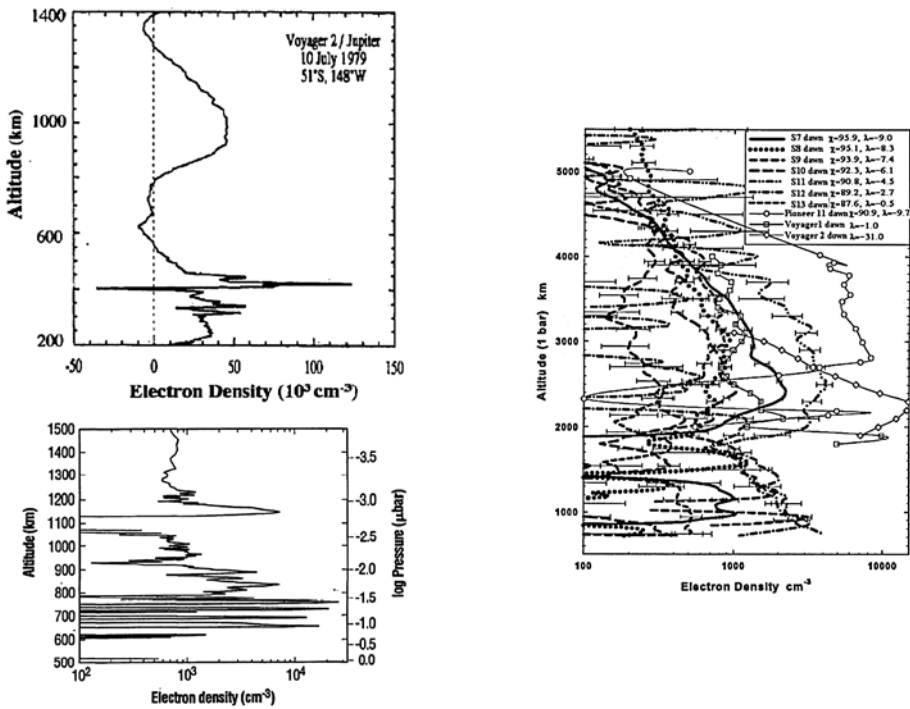 1400
1000
600
200
Altitude (km)
Voyager 2 / Jupiter
10 July 1979
51°S, 148°W
-50 0 50 100 150
Electron Density (10³ cm⁻³)
1500
1400
1300
1200
1100
1000
900
800
700
600
500
Altitude (km)
-3.5
-3.0
-2.5
-2.0
-1.5
-1.0
-0.5
0.0
log Pressure (μbar)
10² 10³ 10⁴
Electron density (cm⁻³)
5000
4000
3000
2000
1000
Altitude (1 bar) km
S7 dawn χ=95.9, λ=-9.0
S8 dawn χ=95.1, λ=-8.3
S9 dawn χ=93.9, λ=-7.4
S10 dawn χ=92.3, λ=-6.1
S11 dawn χ=90.8, λ=-4.5
S12 dawn χ=89.2, λ=-2.7
S13 dawn χ=87.6, λ=-0.5
Pioneer 11 dawn χ=90.9, λ=-9.7
Voyager1 dawn λ=-1.0
Voyager 2 dawn λ=-31.0
100 1000 10000
Electron Density cm⁻³